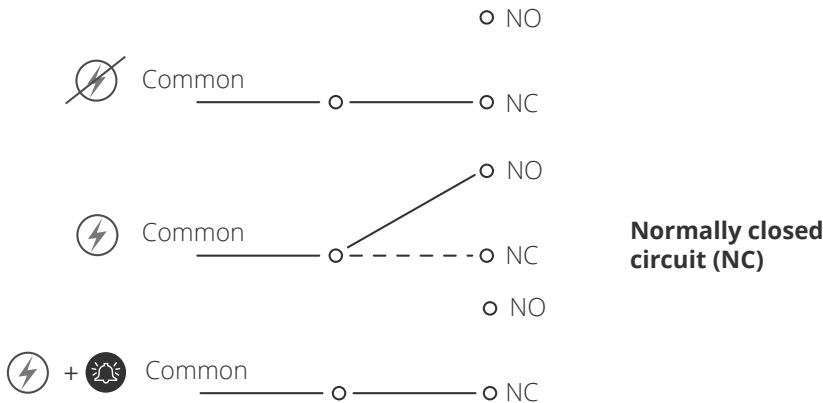 NO
Common
NC
NO
Common
NC
Normally closed
circuit (NC)
NO
+
Common
NC